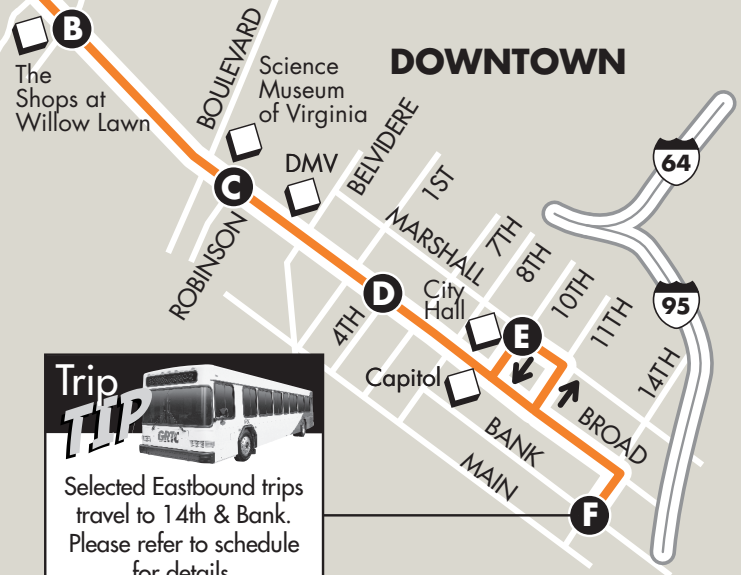 B
The
Shops at
Willow Lawn
BOULEVARD
Science
Museum
of Virginia
DOWNTOWN
C
DMV
ROBINSON
BELVIDERE
1ST
MARSHALL
7TH
8TH
10TH
11TH
14TH
64
95
D
4TH
City
Hall
E
Capitol
BROAD
BANK
MAIN
F
Trip
TIP
GRTC
Selected Eastbound trips
travel to 14th & Bank.
Please refer to schedule
for details.